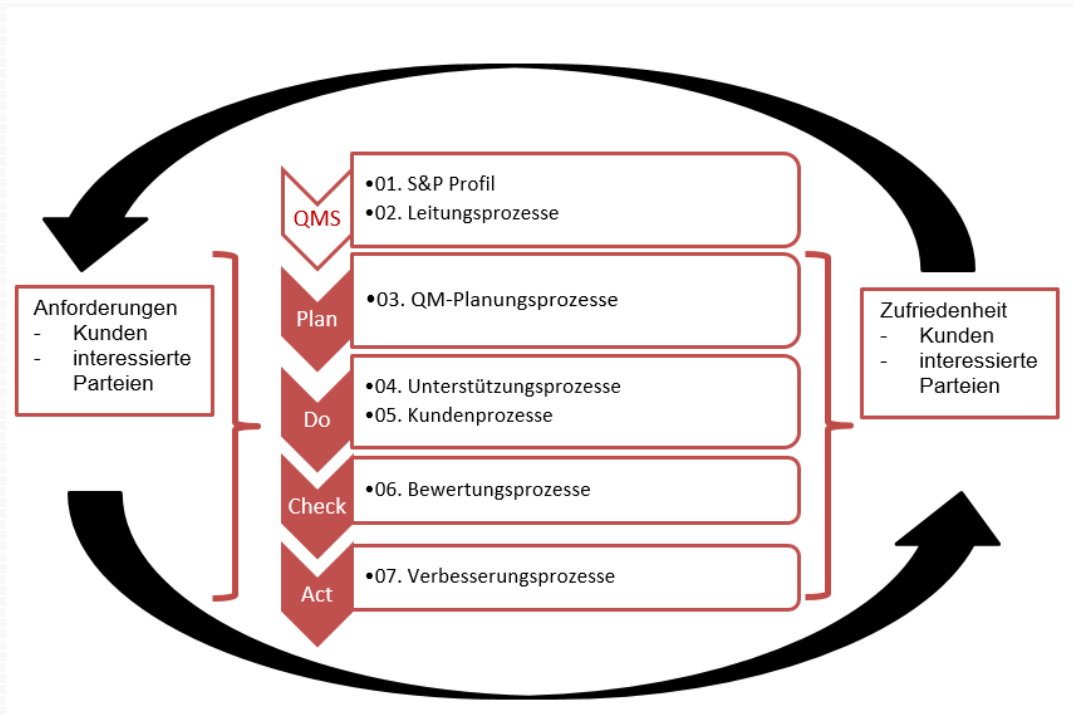 QMS
•01. S&P Profil
•02. Leitungsprozesse
Anforderungen
- Kunden
- interessierte
Parteien
Plan
•03. QM-Planungsprozesse
Do
•04. Unterstützungsprozesse
•05. Kundenprozesse
Check
•06. Bewertungsprozesse
Act
•07. Verbesserungsprozesse
Zufriedenheit
- Kunden
- interessierte
Parteien